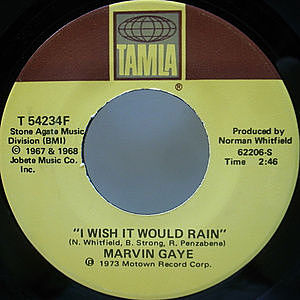 TAMLA
®
T 54234F
Stone Agate Music
Division (BMI)
℗ 1967 & 1968
Jobete Music Co.
Inc.
Produced by
Norman Whitfield
62206-S
Time 2:46
"I WISH IT WOULD RAIN"
(N. Whitfield, B. Strong, R. Penzabene)
MARVIN GAYE
℗ 1973 Motown Record Corp.